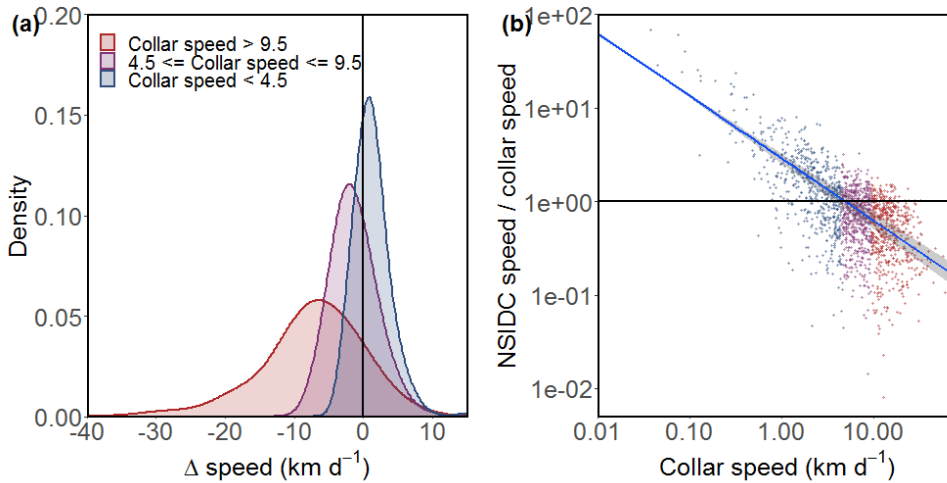 (a)
Collar speed > 9.5
4.5 <= Collar speed <= 9.5
Collar speed < 4.5
0.20
0.15
0.10
0.05
0.00
Density
-40 -30 -20 -10 0 10
Δ speed (km d⁻¹)
(b)
1e+02
1e+01
1e+00
1e-01
1e-02
NSIDC speed / collar speed
0.01 0.10 1.00 10.00
Collar speed (km d⁻¹)